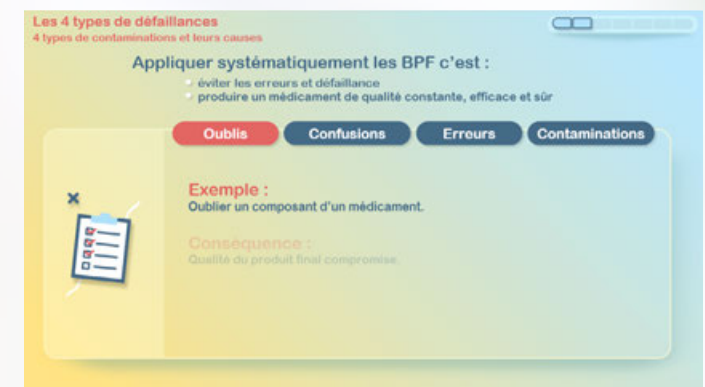 Les 4 types de défaillances
4 types de contaminations et leurs causes
Appliquer systématiquement les BPF c'est :
éviter les erreurs et défaillance
produire un médicament de qualité constante, efficace et sûr
Oublis Confusions Erreurs Contaminations
Exemple :
Oublier un composant d'un médicament.
Conséquence :
Qualité du produit final compromise.